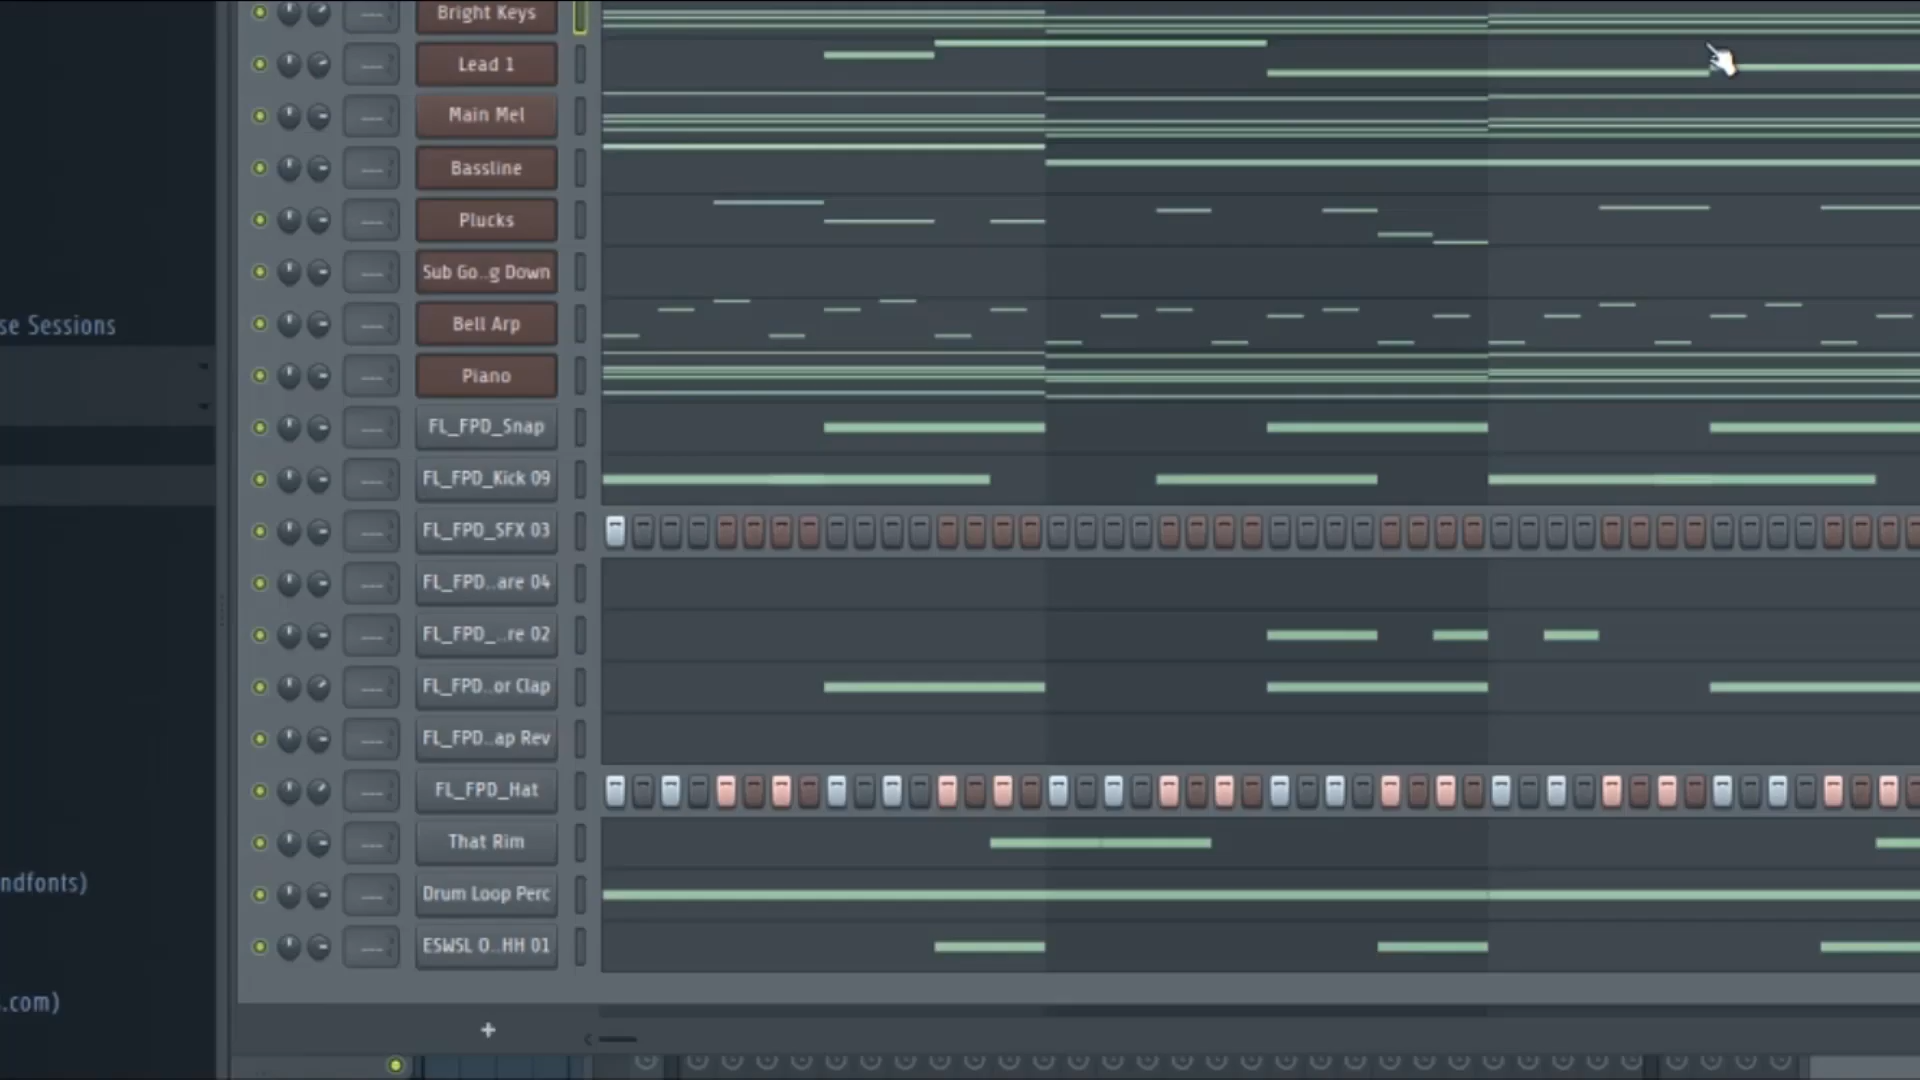 Bright Keys
Lead 1
Main Mel
Bassline
Plucks
Sub Go..g Down
se Sessions
Bell Arp
Piano
FL_FPD_Snap
FL_FPD_Kick 09
FL_FPD_SFX 03
FL_FPD..are 04
FL_FPD_..re 02
FL_FPD..or Clap
FL_FPD..ap Rev
FL_FPD_Hat
That Rim
ndfonts)
Drum Loop Perc
ESWSL O..HH 01
s.com)
+